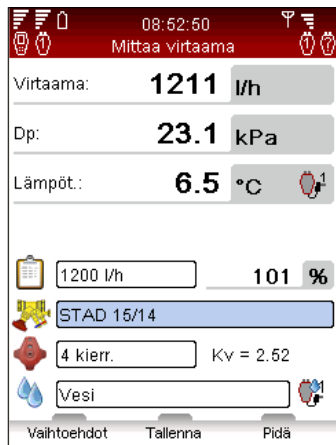 08:52:50
Mittaa virtaama
Virtaama: 1211 l/h
Dp: 23.1 kPa
Lämpöt.: 6.5 °C
1200 l/h 101 %
STAD 15/14
4 kierr. Kv = 2.52
Vesi
Vaihtoehdot Tallenna Pidä